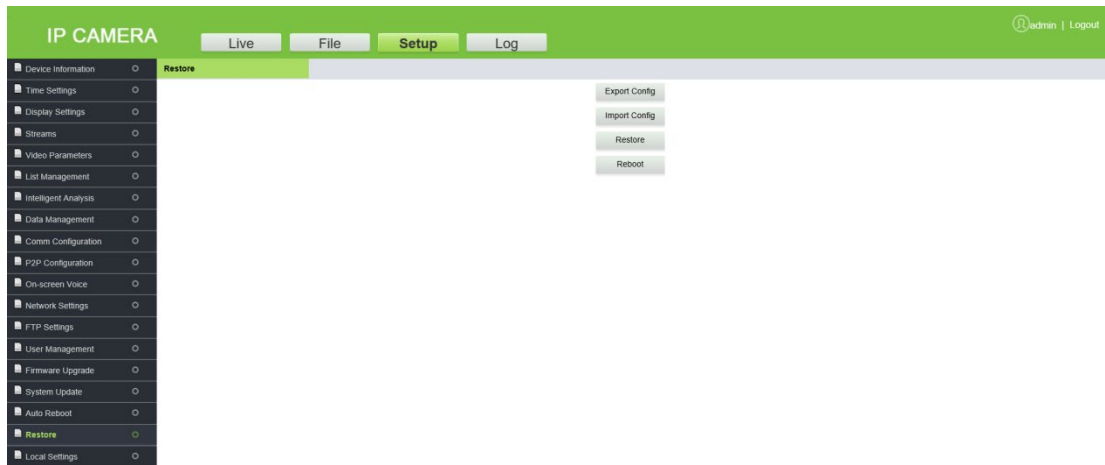 IP CAMERA
Live File Setup Log
admin | Logout
Device Information
Time Settings
Display Settings
Streams
Video Parameters
List Management
Intelligent Analysis
Data Management
Comm Configuration
P2P Configuration
On-screen Voice
Network Settings
FTP Settings
User Management
Firmware Upgrade
System Update
Auto Reboot
Restore
Local Settings
Restore
Export Config
Import Config
Restore
Reboot